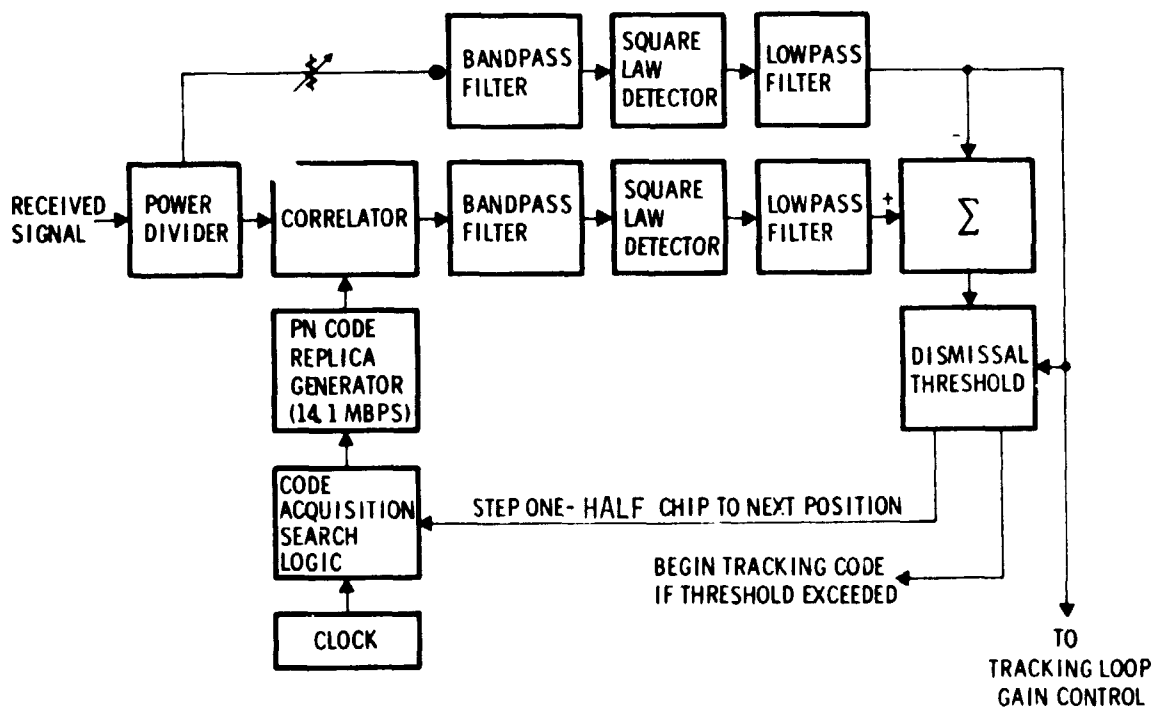 BANDPASS
FILTER
SQUARE
LAW
DETECTOR
LOWPASS
FILTER
-
RECEIVED
SIGNAL
POWER
DIVIDER
CORRELATOR
BANDPASS
FILTER
SQUARE
LAW
DETECTOR
LOWPASS
FILTER
+
Σ
PN CODE
REPLICA
GENERATOR
(14.1 MBPS)
DISMISSAL
THRESHOLD
CODE
ACQUISITION
SEARCH
LOGIC
STEP ONE-HALF CHIP TO NEXT POSITION
BEGIN TRACKING CODE
IF THRESHOLD EXCEEDED
CLOCK
TO
TRACKING LOOP
GAIN CONTROL